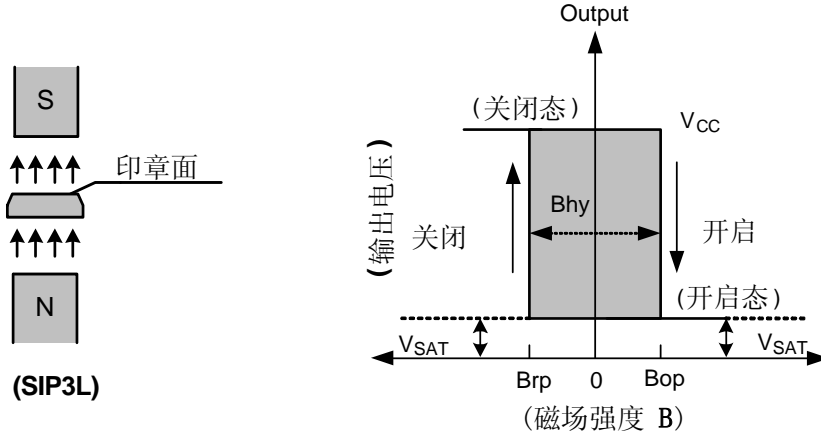 Output
S
印章面
N
(SIP3L)
(关闭态)
VCC
(输出电压)
关闭
Bhy
开启
(开启态)
VSAT
VSAT
Brp
0
Bop
(磁场强度 B)